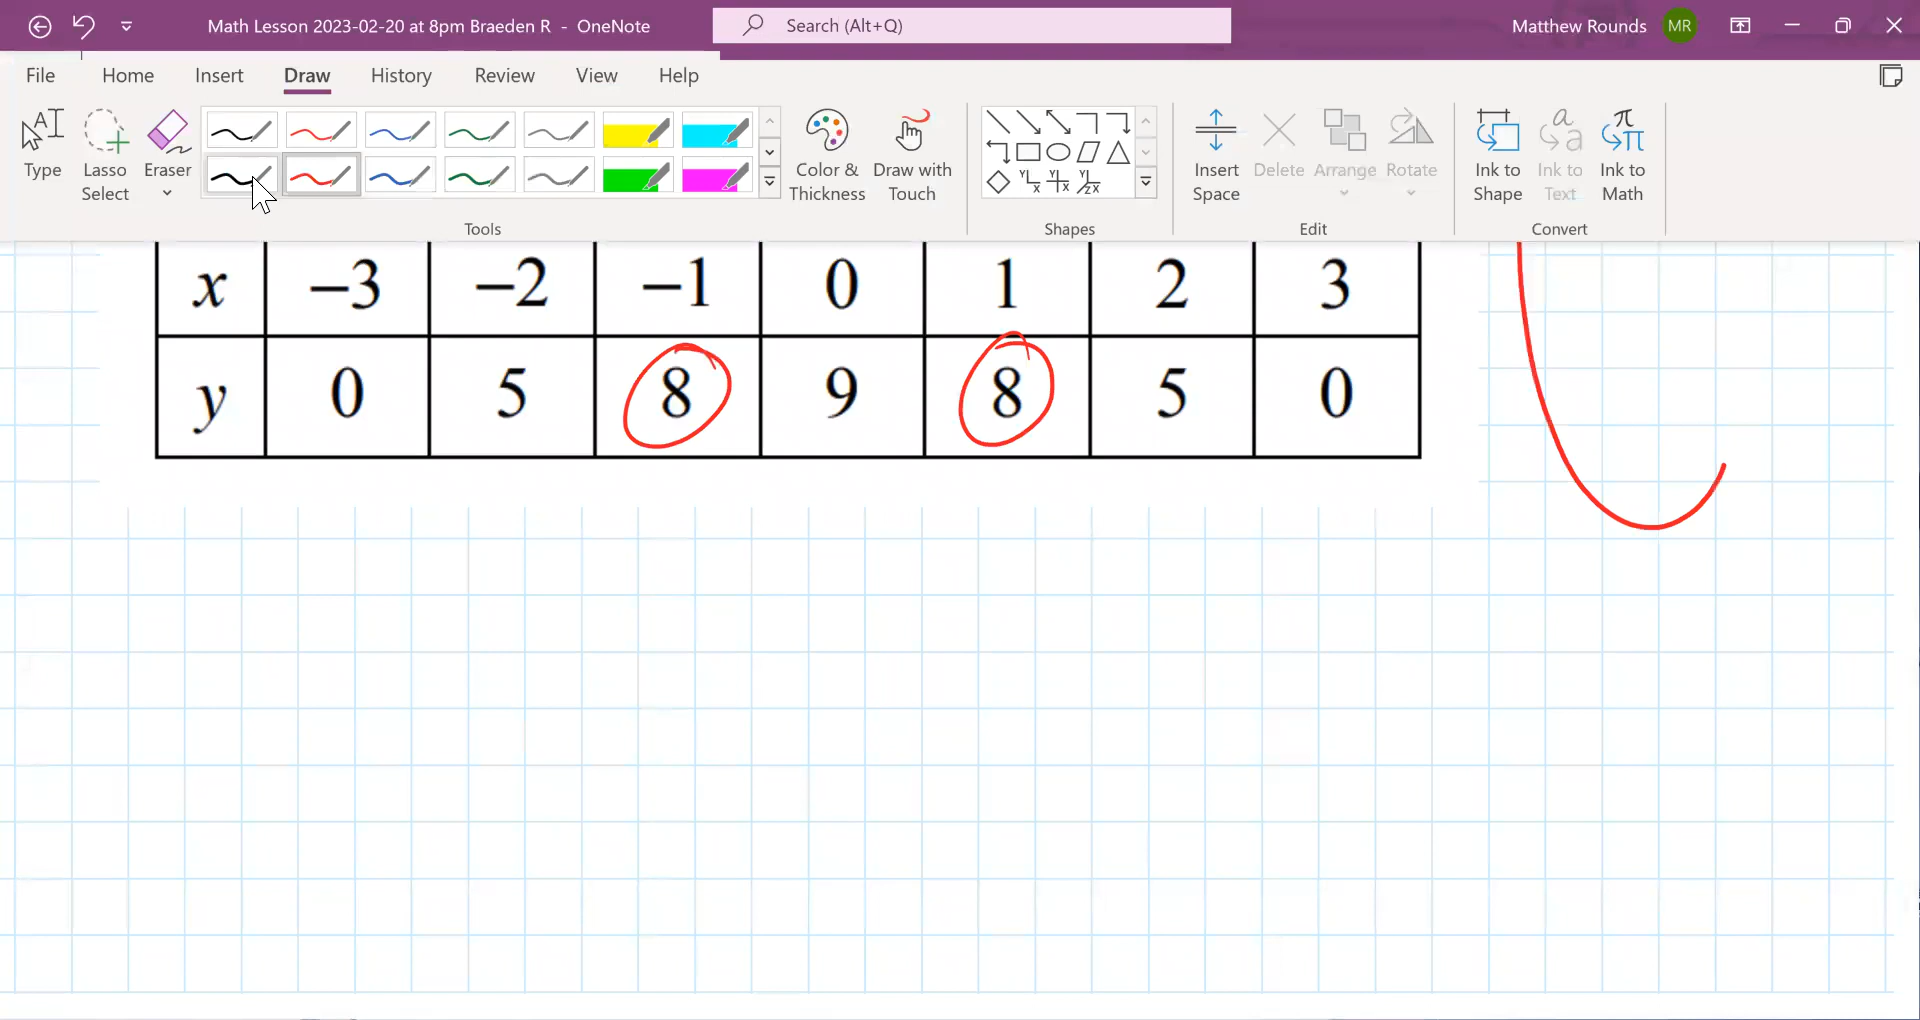 Math Lesson 2023-02-20 at 8pm Braeden R - OneNote
Search (Alt+Q)
Matthew Rounds
MR
File Home Insert Draw History Review View Help
Type
Lasso Select
Eraser
Color & Thickness
Draw with Touch
Insert Space
Delete
Arrange
Rotate
Ink to Shape
Ink to Text
Ink to Math
Tools
Shapes
Edit
Convert
x −3 −2 −1 0 1 2 3
y 0 5 8 9 8 5 0